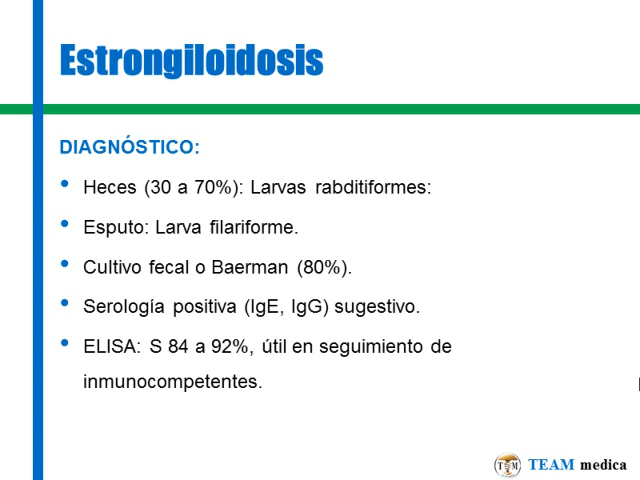 Estrongiloidosis
DIAGNÓSTICO:
• Heces (30 a 70%): Larvas rabditiformes:
• Esputo: Larva filariforme.
• Cultivo fecal o Baerman (80%).
• Serología positiva (IgE, IgG) sugestivo.
• ELISA: S 84 a 92%, útil en seguimiento de
inmunocompetentes.
TEAM medica